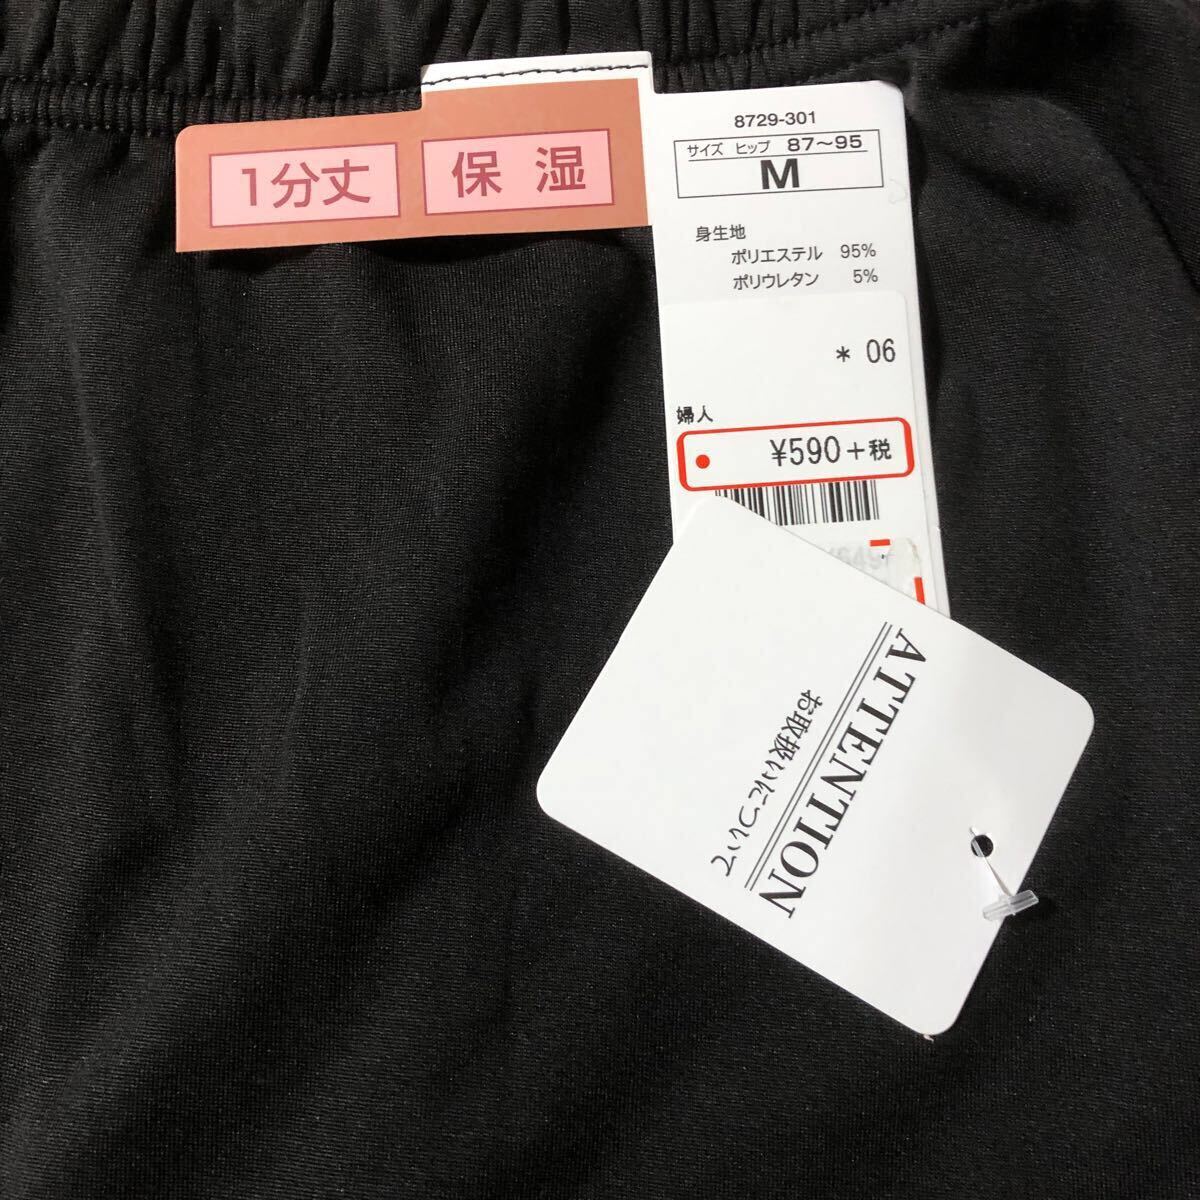 1分丈
保湿
8729-301
サイズ ヒップ 87～95
M
身生地
ポリエステル 95%
ポリウレタン 5%
* 06
婦人
¥590+税
ATTENTION
お取扱いについて